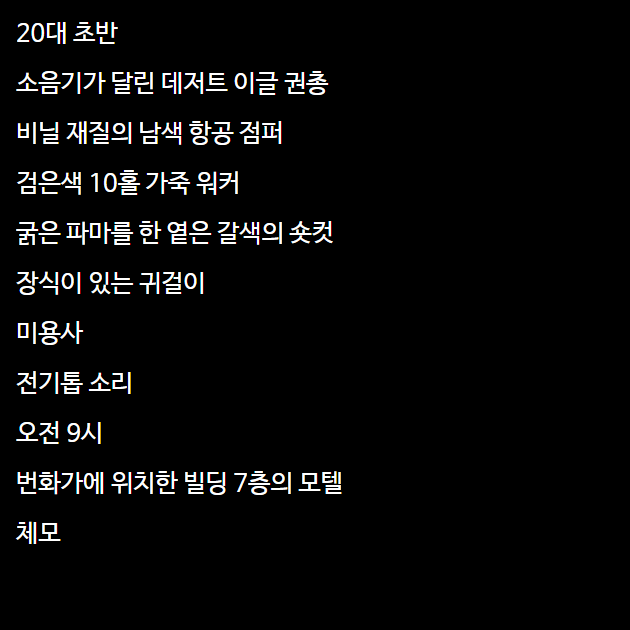 20대 초반
소음기가 달린 데저트 이글 권총
비닐 재질의 남색 항공 점퍼
검은색 10홀 가죽 워커
굵은 파마를 한 옅은 갈색의 숏컷
장식이 있는 귀걸이
미용사
전기톱 소리
오전 9시
번화가에 위치한 빌딩 7층의 모텔
체모